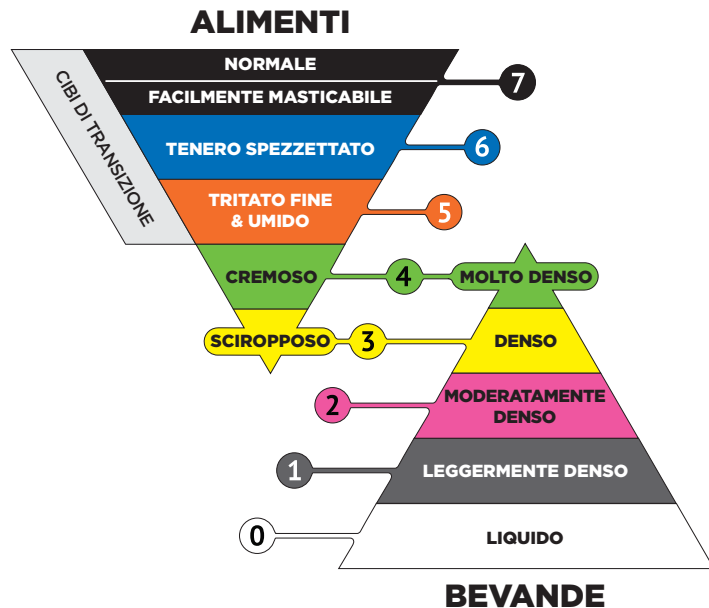 ALIMENTI
NORMALE
FACILMENTE MASTICABILE
7
CIBI DI TRANSIZIONE
TENERO SPEZZETTATO
6
TRITATO FINE
& UMIDO
5
CREMOSO
4
MOLTO DENSO
SCIROPPOSO
3
DENSO
2
MODERATAMENTE
DENSO
1
LEGGERMENTE DENSO
0
LIQUIDO
BEVANDE